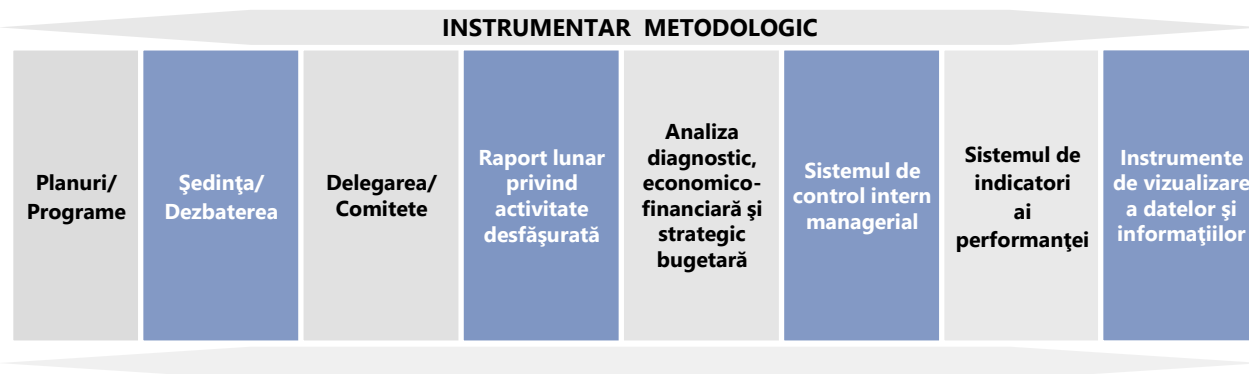 INSTRUMENTAR METODOLOGIC
Planuri/
Programe
Şedinţa/
Dezbaterea
Delegarea/
Comitete
Raport lunar
privind
activitate
desfăşurată
Analiza
diagnostic,
economico-
financiară şi
strategic
bugetară
Sistemul de
control intern
managerial
Sistemul de
indicatori
ai
performanţei
Instrumente
de vizualizare
a datelor şi
informaţiilor